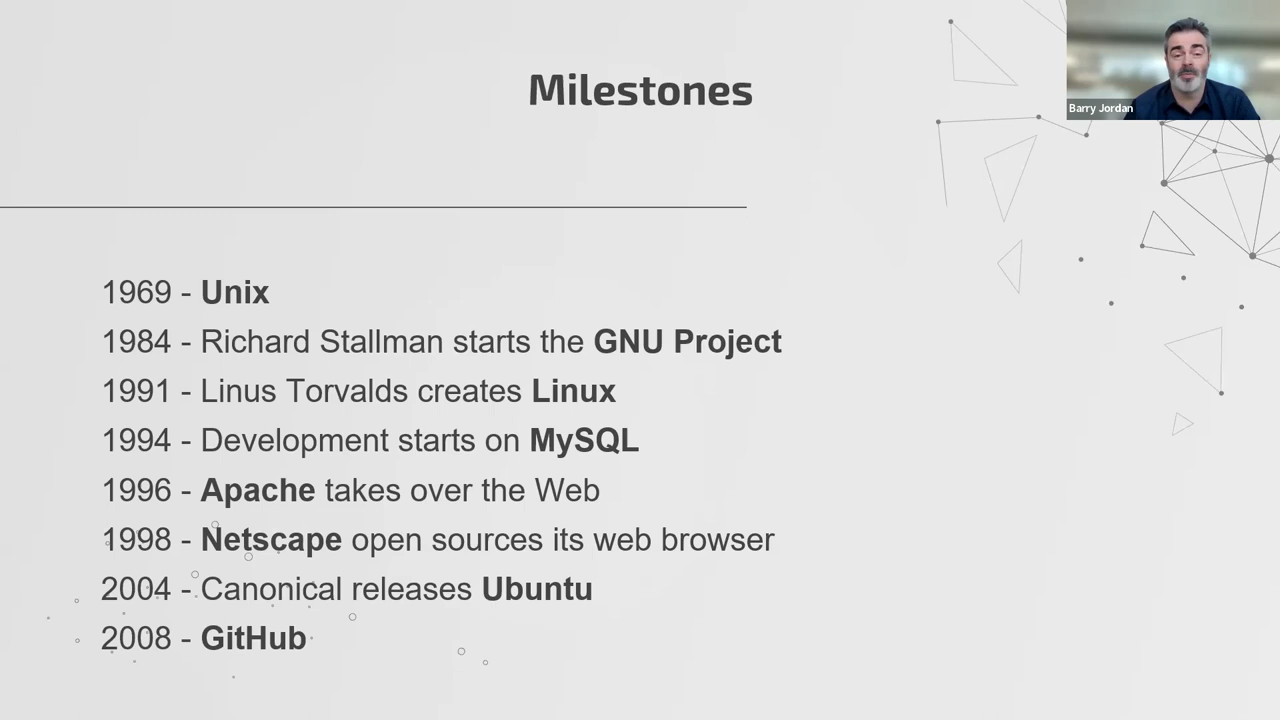 Milestones
Barry Jordan
1969 - Unix
1984 - Richard Stallman starts the GNU Project
1991 - Linus Torvalds creates Linux
1994 - Development starts on MySQL
1996 - Apache takes over the Web
1998 - Netscape open sources its web browser
2004 - Canonical releases Ubuntu
2008 - GitHub